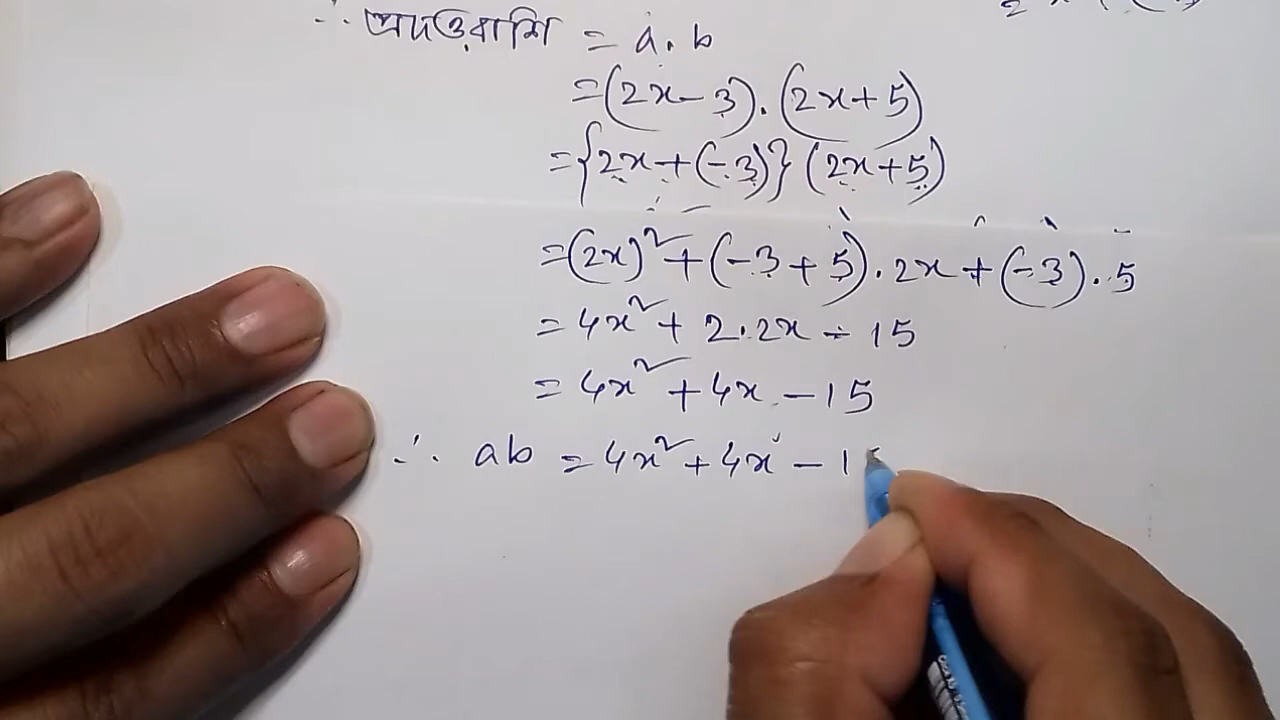 ∴ প্রদত্তরাশি = a.b
=(2x-3).(2x+5)
={2x+(-3)}(2x+5)
=(2x)²+(-3+5).2x+(-3).5
=4x²+2.2x-15
=4x²+4x-15
∴ ab =4x²+4x-1